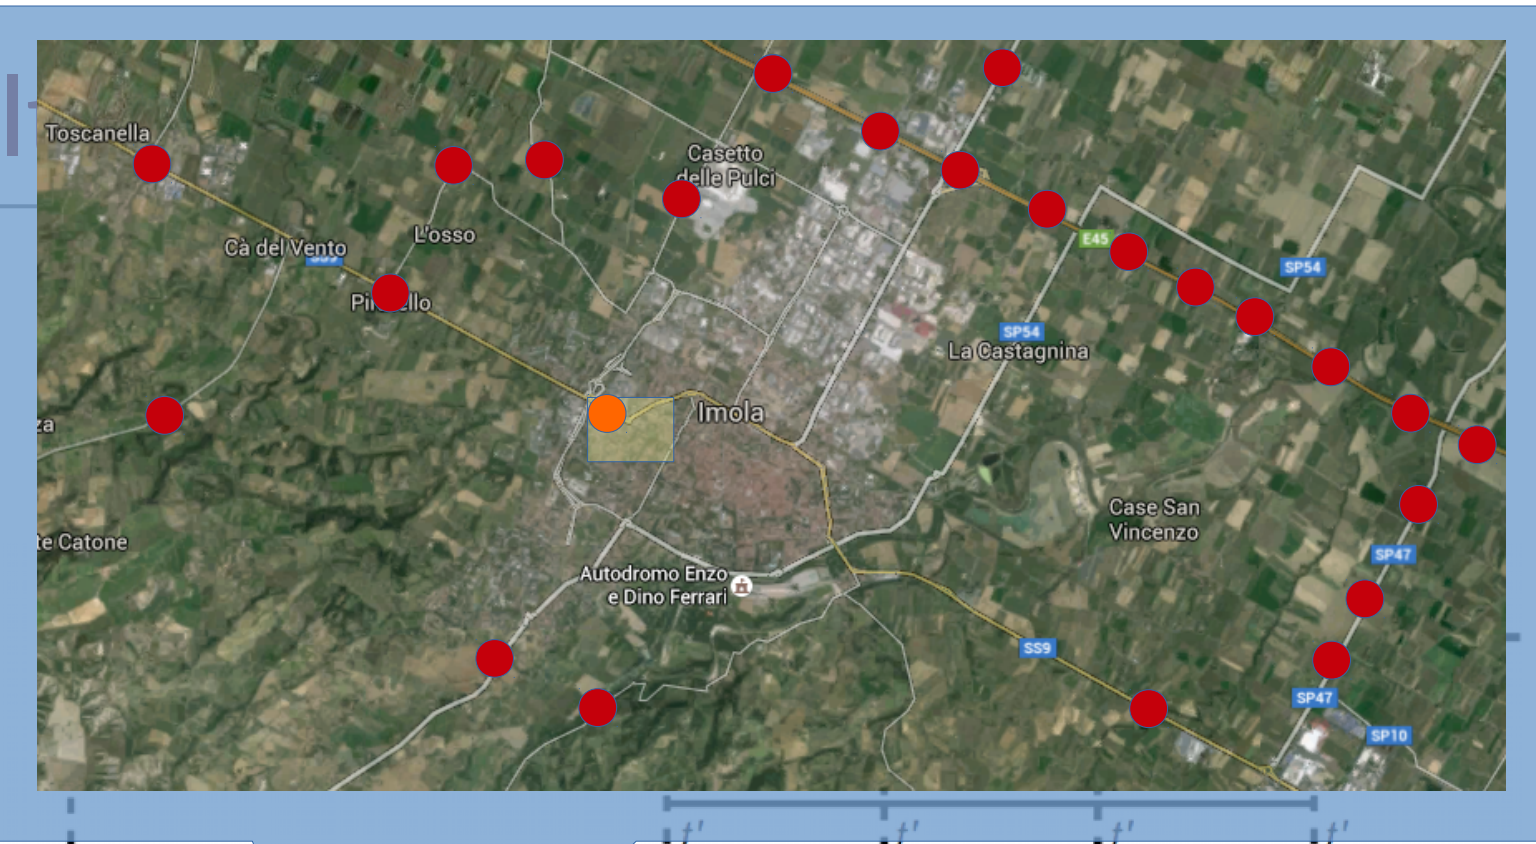 Toscanella
Casetto
delle Pulci
L'osso
Cà del Vento
E45
SP54
SP54
La Castagnina
Imola
za
Case San
Vincenzo
te Catone
SP47
Autodromo Enzo
e Dino Ferrari
SS9
SP47
SP10
t'
t'
t'
t'